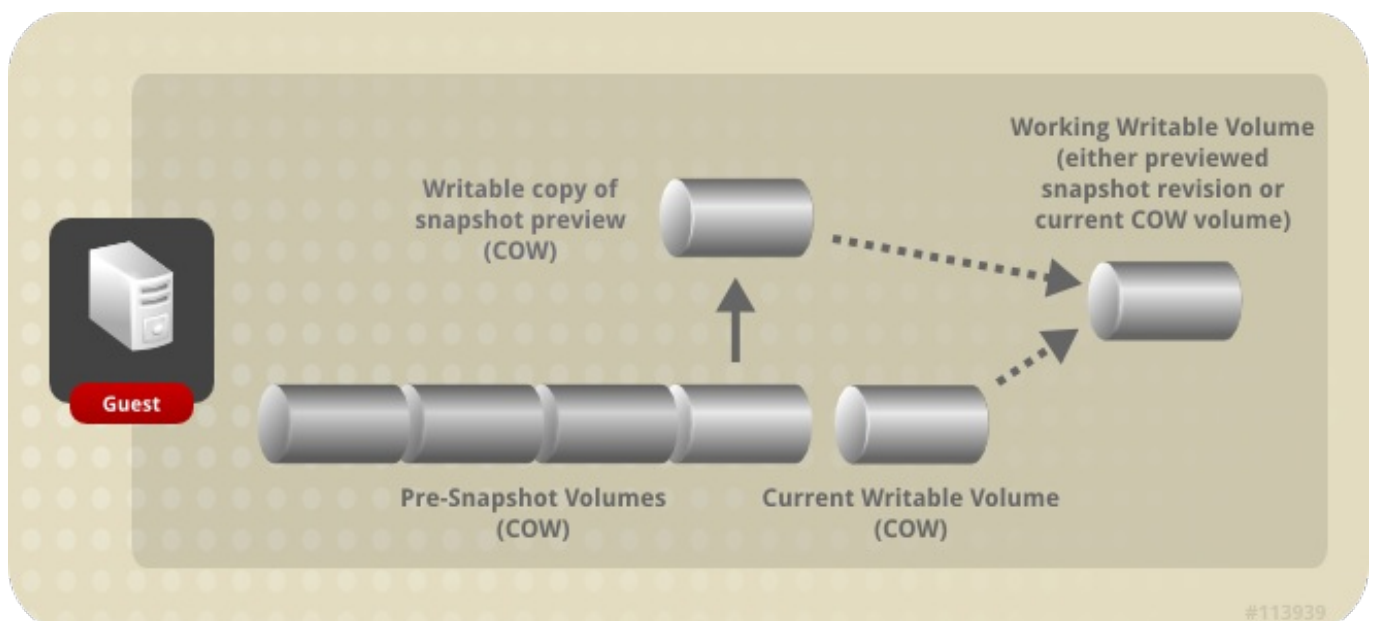 Working Writable Volume
(either previewed
snapshot revision or
current COW volume)
Writable copy of
snapshot preview
(COW)
Guest
Pre-Snapshot Volumes
(COW)
Current Writable Volume
(COW)
#113939